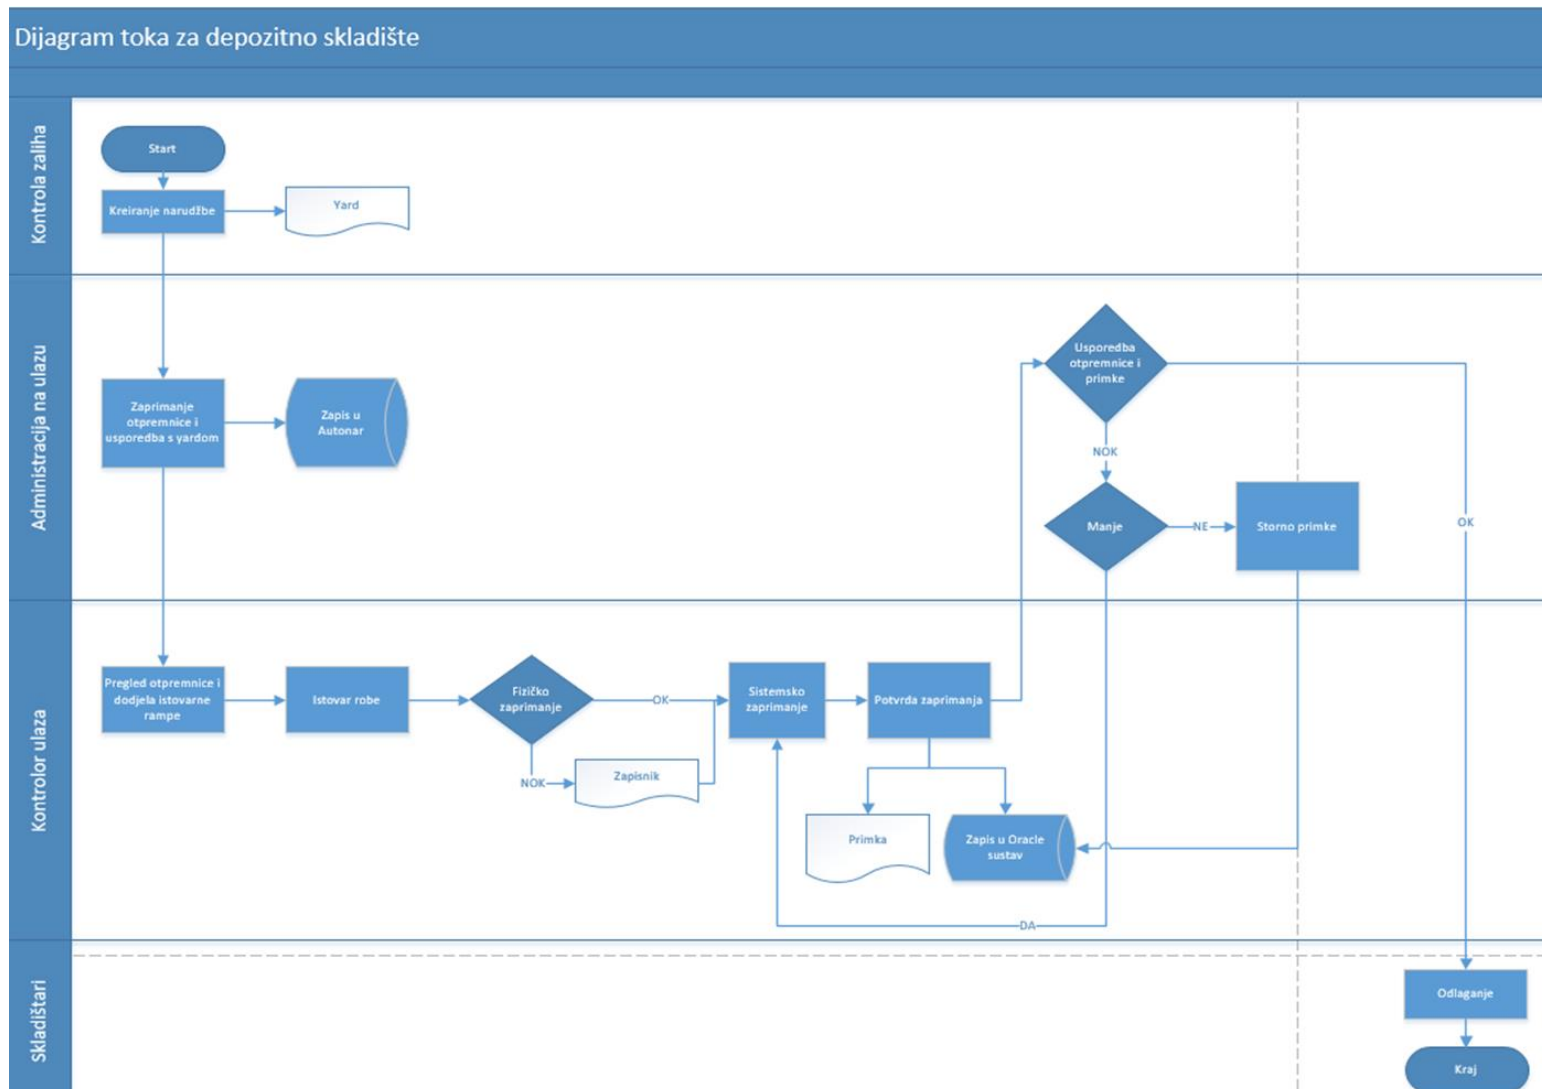 Dijagram toka za depozitno skladište
Kontrola zaliha
Start
Kreiranje narudžbe
Yard
Administracija na ulazu
Zaprimanje
otpremnice i
usporedba s yardom
Zapis u
Autonar
Usporedba
otpremnice i
primke
NOK
OK
Manje
NE
Storno primke
Kontrolor ulaza
Pregled otpremnice i
dodjela istovarne
rampe
Istovar robe
Fizičko
zaprimanje
OK
NOK
Zapisnik
Sistemsko
zaprimanje
Potvrda zaprimanja
Primka
Zapis u Oracle
sustav
DA
Skladištari
Odlaganje
Kraj